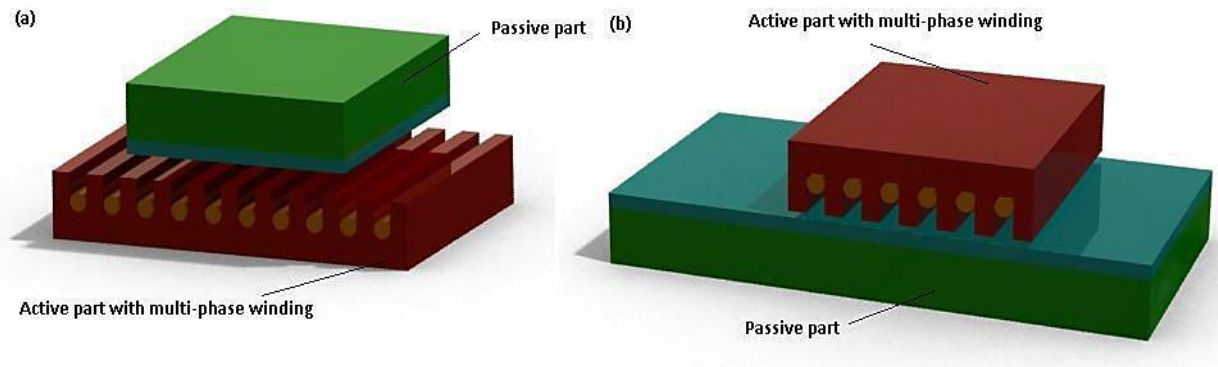 (a)
Passive part
Active part with multi-phase winding
(b)
Active part with multi-phase winding
Passive part